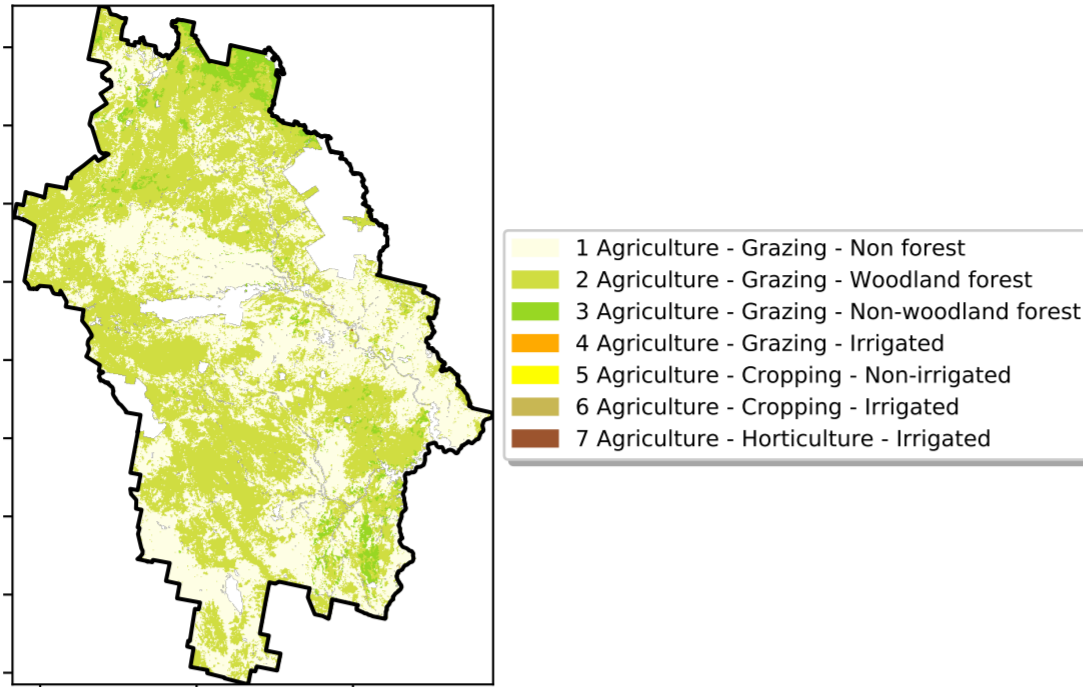 1 Agriculture - Grazing - Non forest
2 Agriculture - Grazing - Woodland forest
3 Agriculture - Grazing - Non-woodland forest
4 Agriculture - Grazing - Irrigated
5 Agriculture - Cropping - Non-irrigated
6 Agriculture - Cropping - Irrigated
7 Agriculture - Horticulture - Irrigated